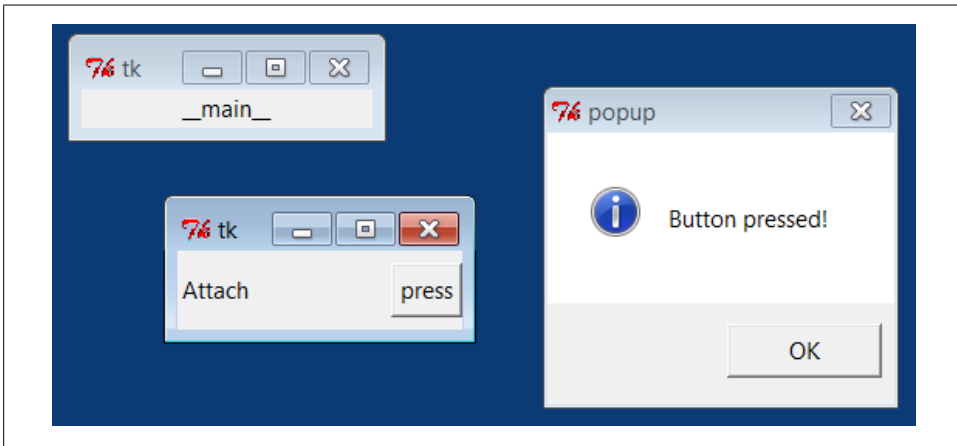 tk
__main__
tk
Attach press
popup
Button pressed!
OK